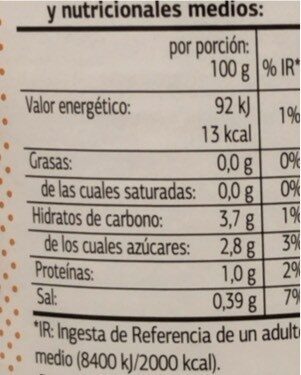 y nutricionales medios:
por porción:
100 g % IR*
Valor energético: 92 kJ 1%
13 kcal
Grasas: 0,0 g 0%
de las cuales saturadas: 0,0 g 0%
Hidratos de carbono: 3,7 g 1%
de los cuales azúcares: 2,8 g 3%
Proteínas: 1,0 g 2%
Sal: 0,39 g 7%
*IR: Ingesta de Referencia de un adulto
medio (8400 kJ/2000 kcal).